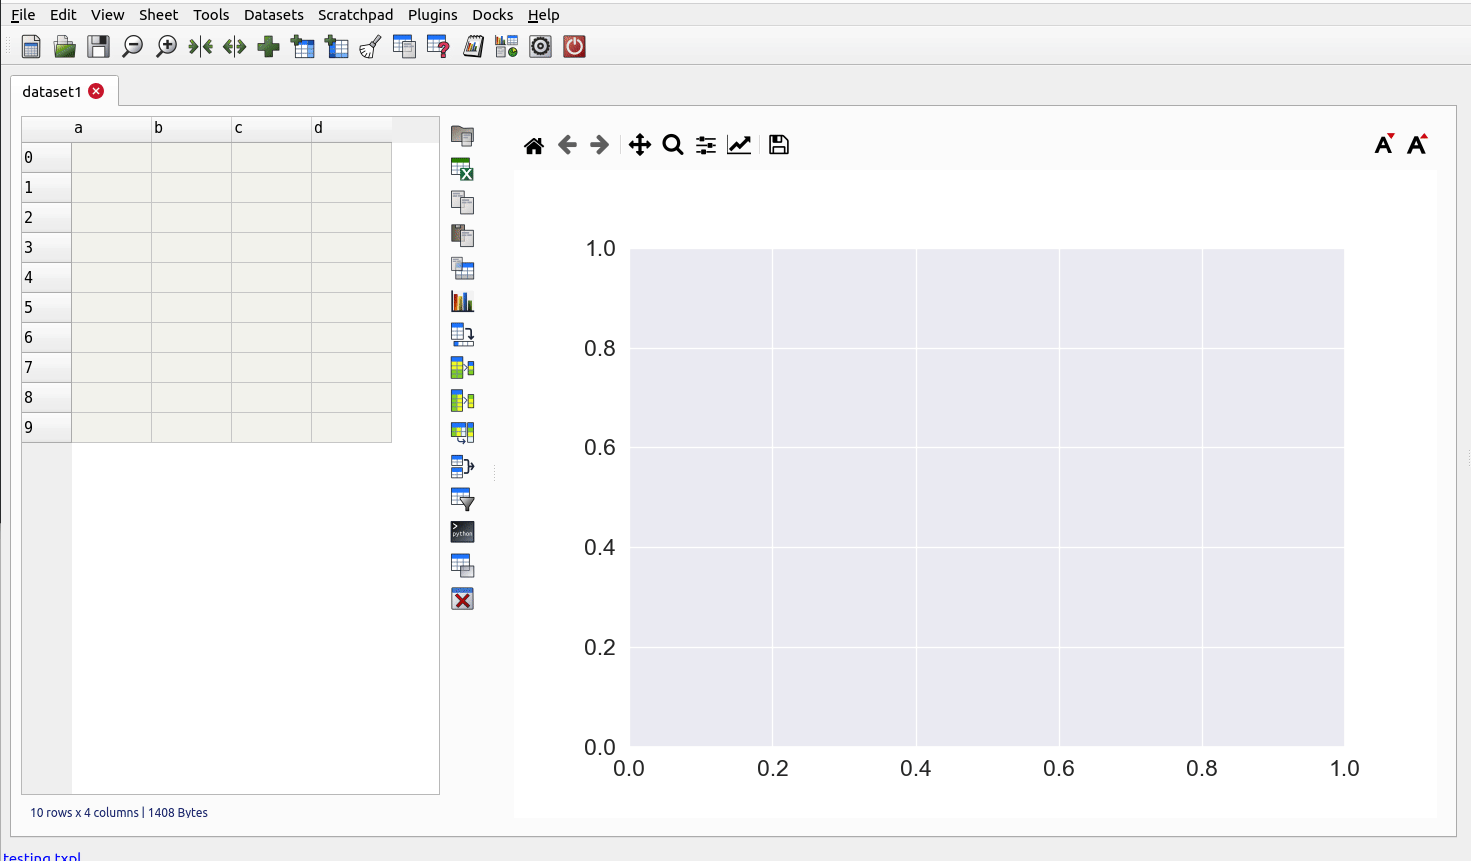 File Edit View Sheet Tools Datasets Scratchpad Plugins Docks Help
dataset1
a b c d
0
1
2
3
4
5
6
7
8
9
python
1.0
0.8
0.6
0.4
0.2
0.0
0.0 0.2 0.4 0.6 0.8 1.0
10 rows x 4 columns | 1408 Bytes
testing.txpl